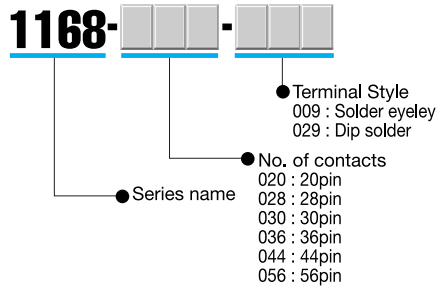 1168- -
Terminal Style
009 : Solder eyeley
029 : Dip solder
No. of contacts
020 : 20pin
028 : 28pin
030 : 30pin
036 : 36pin
044 : 44pin
056 : 56pin
Series name